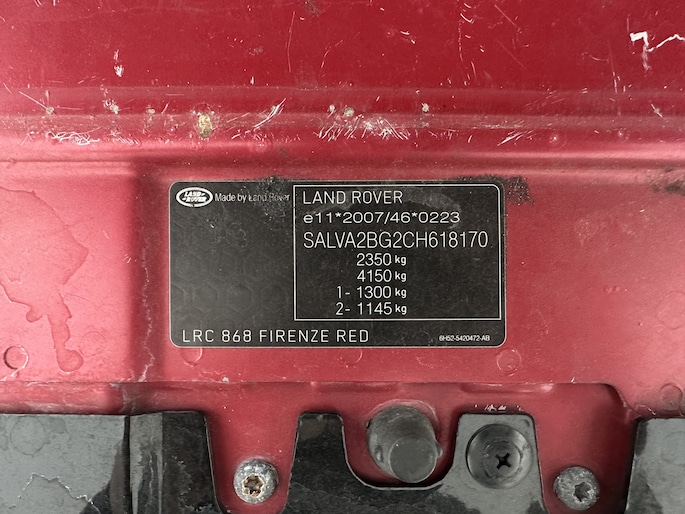 LAND-
ROVER
Made by Land Rover
LAND ROVER
e11*2007/46*0223
SALVA2BG2CH618170
2350 kg
4150 kg
1- 1300 kg
2- 1145 kg
LRC 868 FIRENZE RED
6H52-5420472-AB